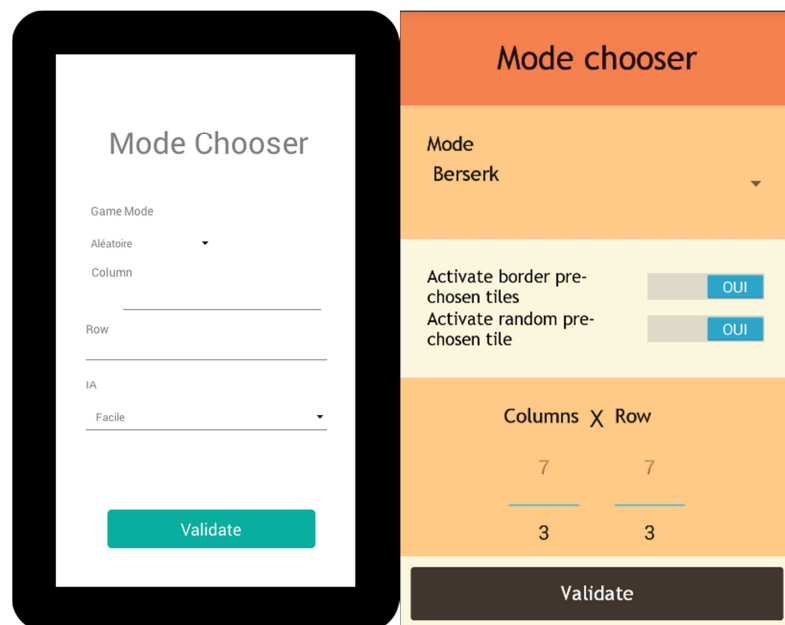 Mode Chooser
Game Mode
Aléatoire
Column
Row
IA
Facile
Validate
Mode chooser
Mode
Berserk
Activate border pre-
chosen tiles
OUI
Activate random pre-
chosen tile
OUI
Columns X Row
7 7
3 3
Validate